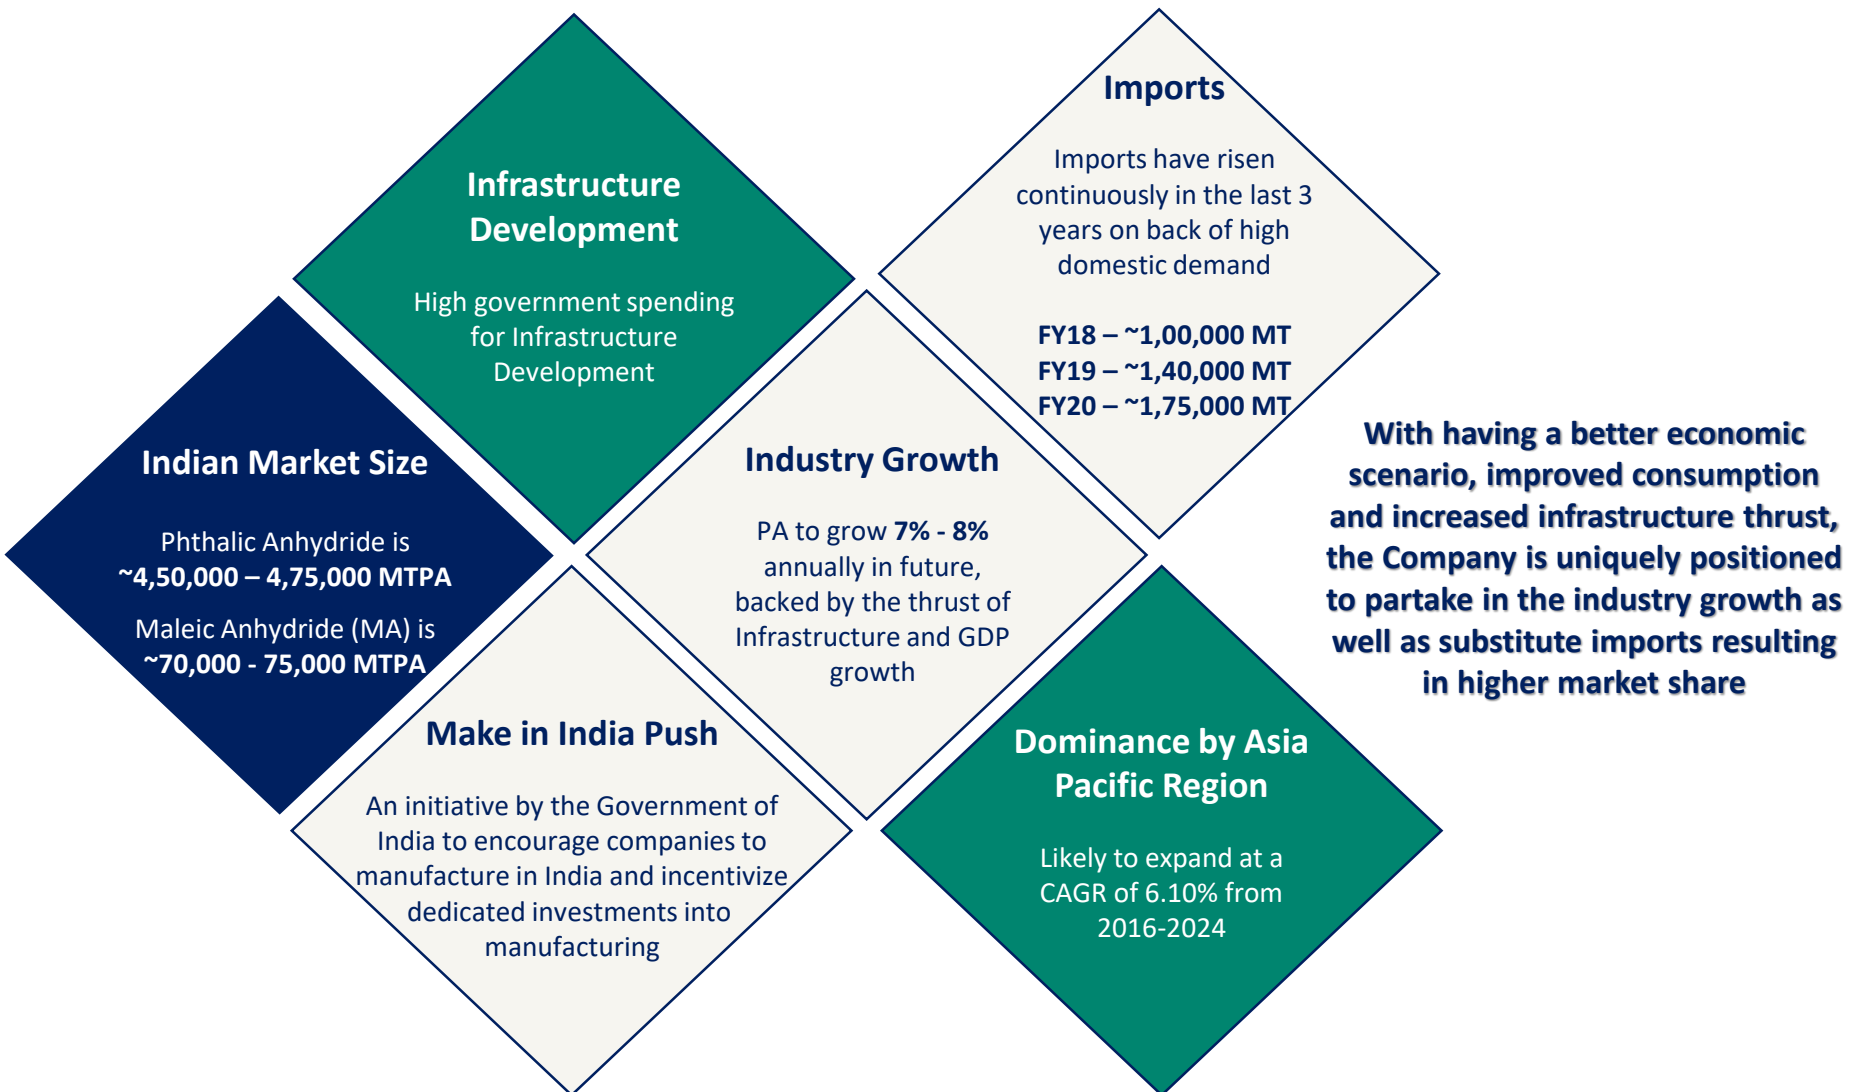 Infrastructure
Development
High government spending
for Infrastructure
Development
Imports
Imports have risen
continuously in the last 3
years on back of high
domestic demand
FY18 – ~1,00,000 MT
FY19 – ~1,40,000 MT
FY20 – ~1,75,000 MT
Indian Market Size
Phthalic Anhydride is
~4,50,000 – 4,75,000 MTPA
Maleic Anhydride (MA) is
~70,000 - 75,000 MTPA
Industry Growth
PA to grow 7% - 8%
annually in future,
backed by the thrust of
Infrastructure and GDP
growth
With having a better economic
scenario, improved consumption
and increased infrastructure thrust,
the Company is uniquely positioned
to partake in the industry growth as
well as substitute imports resulting
in higher market share
Make in India Push
An initiative by the Government of
India to encourage companies to
manufacture in India and incentivize
dedicated investments into
manufacturing
Dominance by Asia
Pacific Region
Likely to expand at a
CAGR of 6.10% from
2016-2024